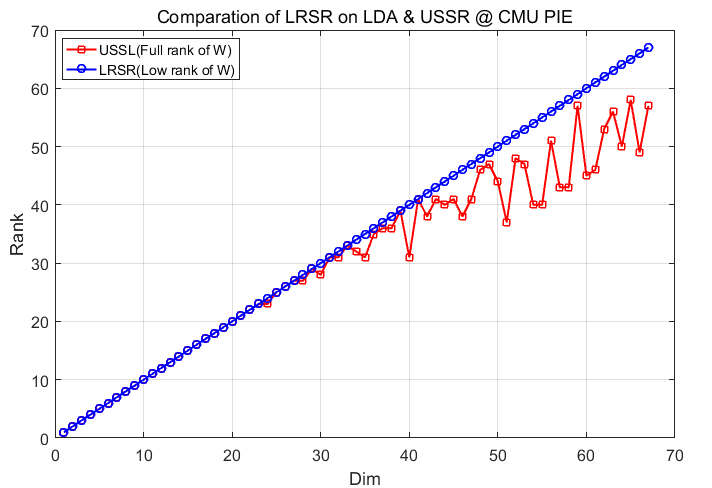 Comparation of LRSR on LDA & USSR @ CMU PIE
USSL(Full rank of W)
LRSR(Low rank of W)
Rank
70
60
50
40
30
20
10
0
0 10 20 30 40 50 60 70
Dim